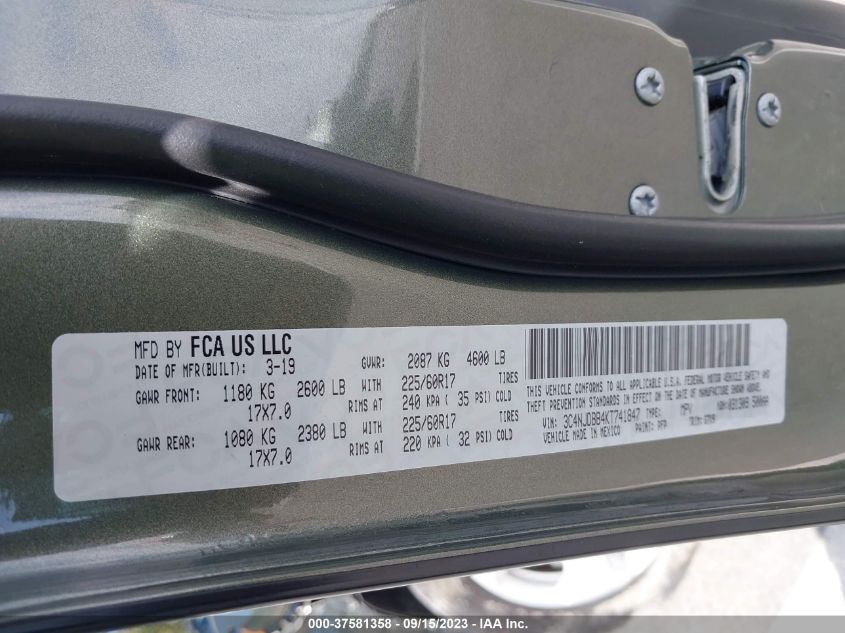 MFD BY FCA US LLC
DATE OF MFR(BUILT): 3-19 GVWR: 2087 KG 4600 LB
GAWR FRONT: 1180 KG 2600 LB WITH 225/60R17 TIRES
17X7.0 RIMS AT 240 KPA ( 35 PSI) COLD
GAWR REAR: 1080 KG 2380 LB WITH 225/60R17 TIRES
17X7.0 RIMS AT 220 KPA ( 32 PSI) COLD
THIS VEHICLE CONFORMS TO ALL APPLICABLE U.S.A. FEDERAL MOTOR VEHICLE SAFETY AND
THEFT PREVENTION STANDARDS IN EFFECT ON THE DATE OF MANUFACTURE SHOWN ABOVE.
VIN: 3C4NJDBB4KT741847 TYPE: MPV
VEHICLE MADE IN MEXICO PAINT: PFP TRIM:
000-37581358 - 09/15/2023 - IAA Inc.